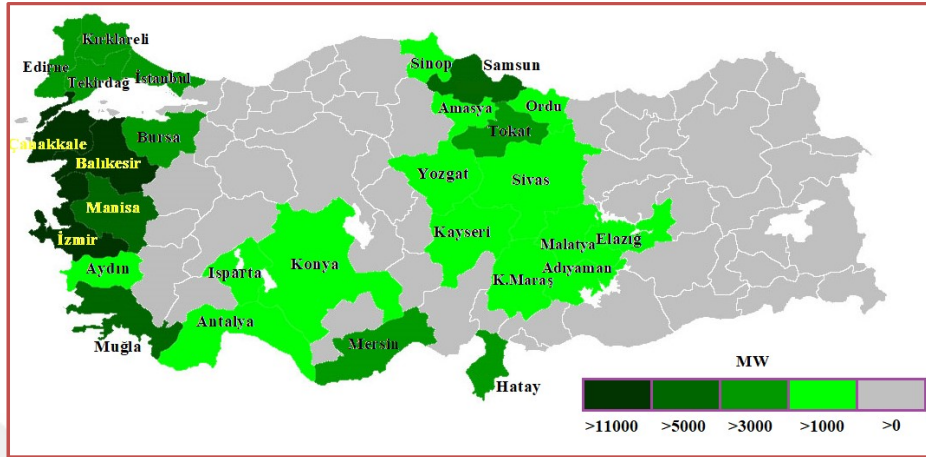 Kırklareli
Edirne
Tekirdağ
İstanbul
Sinop
Samsun
Amasya
Ordu
Tokat
Çanakkale
Bursa
Balıkesir
Yozgat
Sivas
Manisa
İzmir
Kayseri
Malatya
Elazığ
Aydın
Isparta
Konya
K.Maraş
Adıyaman
Antalya
Muğla
Mersin
Hatay
MW
>11000 >5000 >3000 >1000 >0